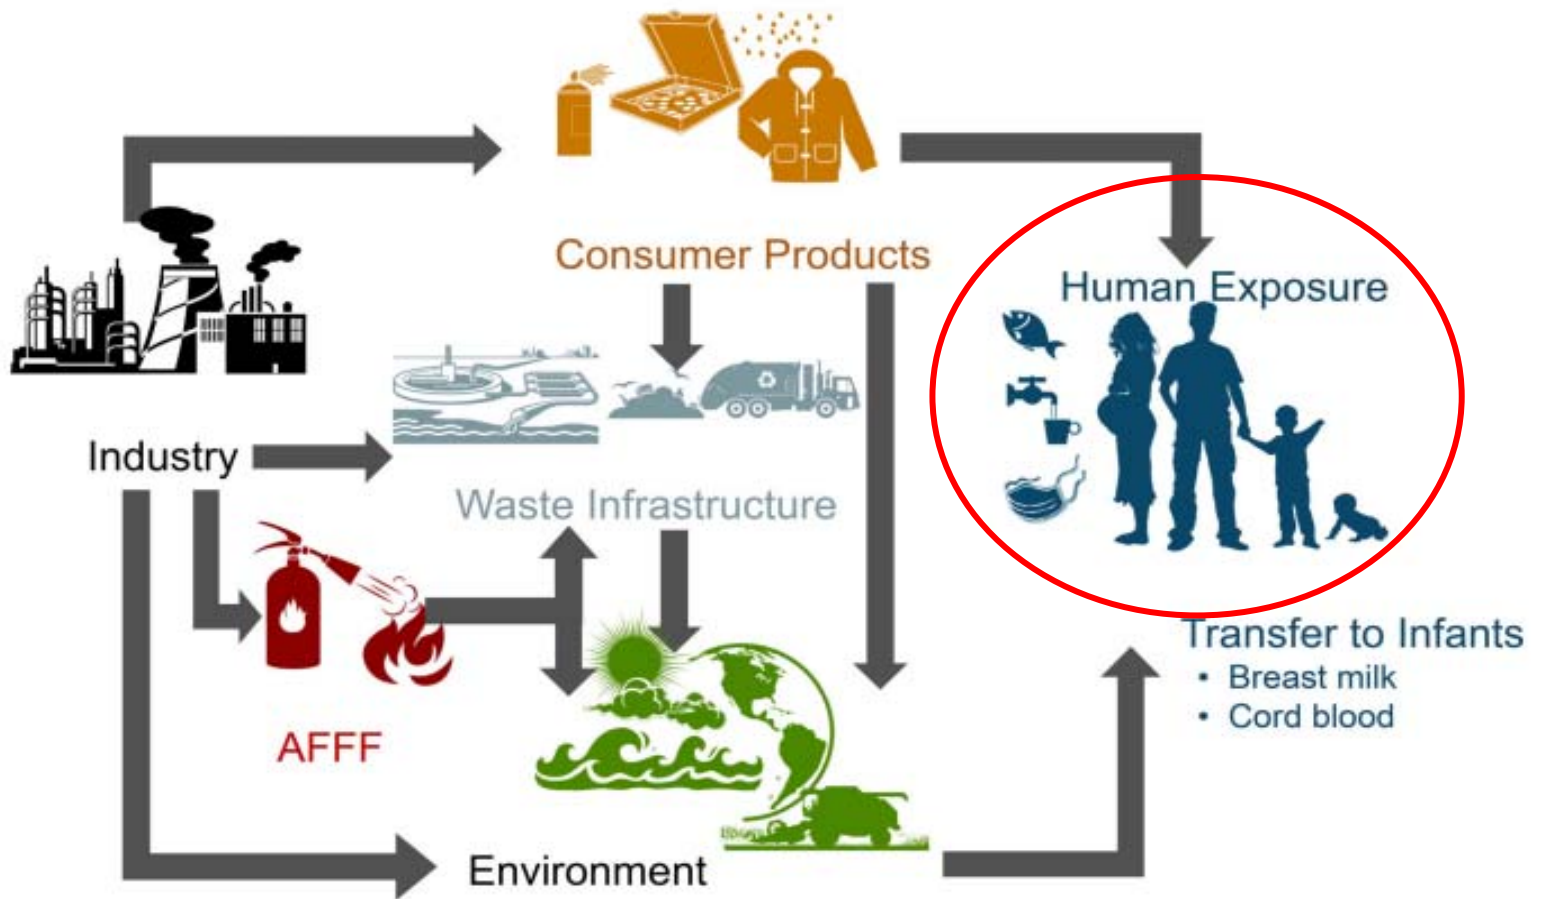 Consumer Products
Human Exposure
Industry
Waste Infrastructure
AFFF
Transfer to Infants
• Breast milk
• Cord blood
Environment